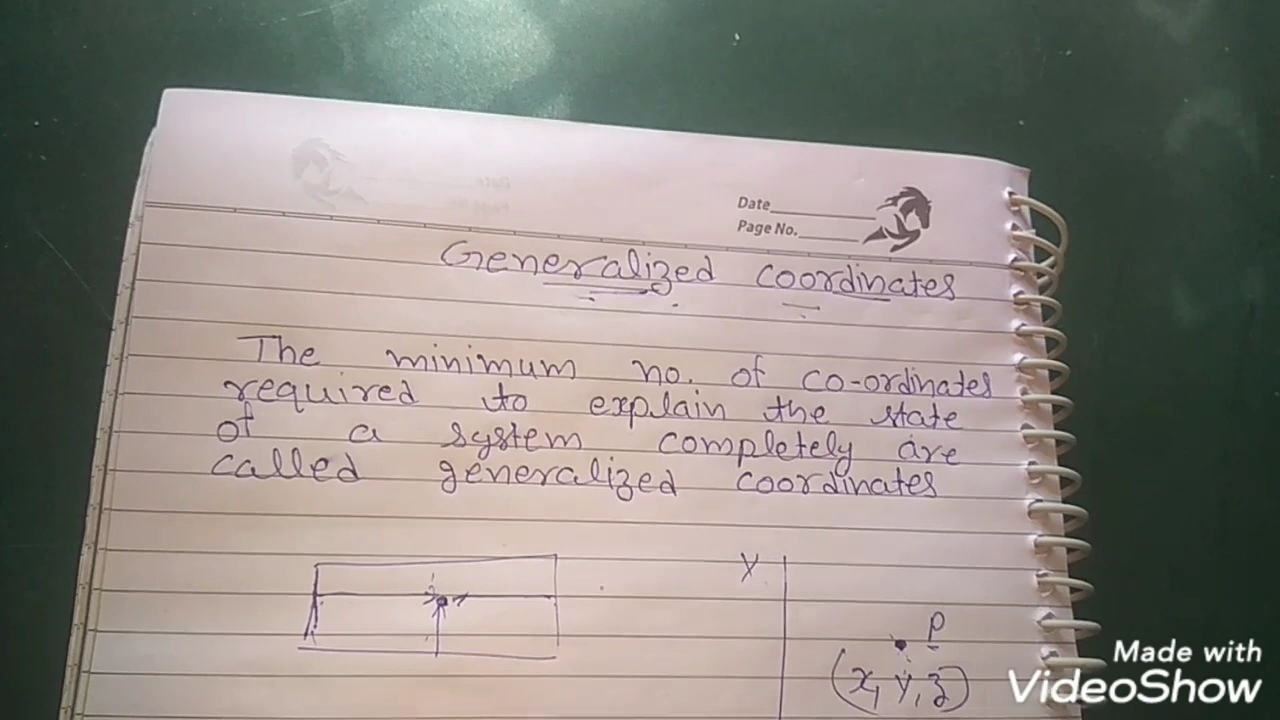 Date
Page No.
Generalized coordinates
The minimum no. of co-ordinates
required to explain the state
of a system completely are
called generalized coordinates
Y
P
(x, y, z)
Made with
VideoShow